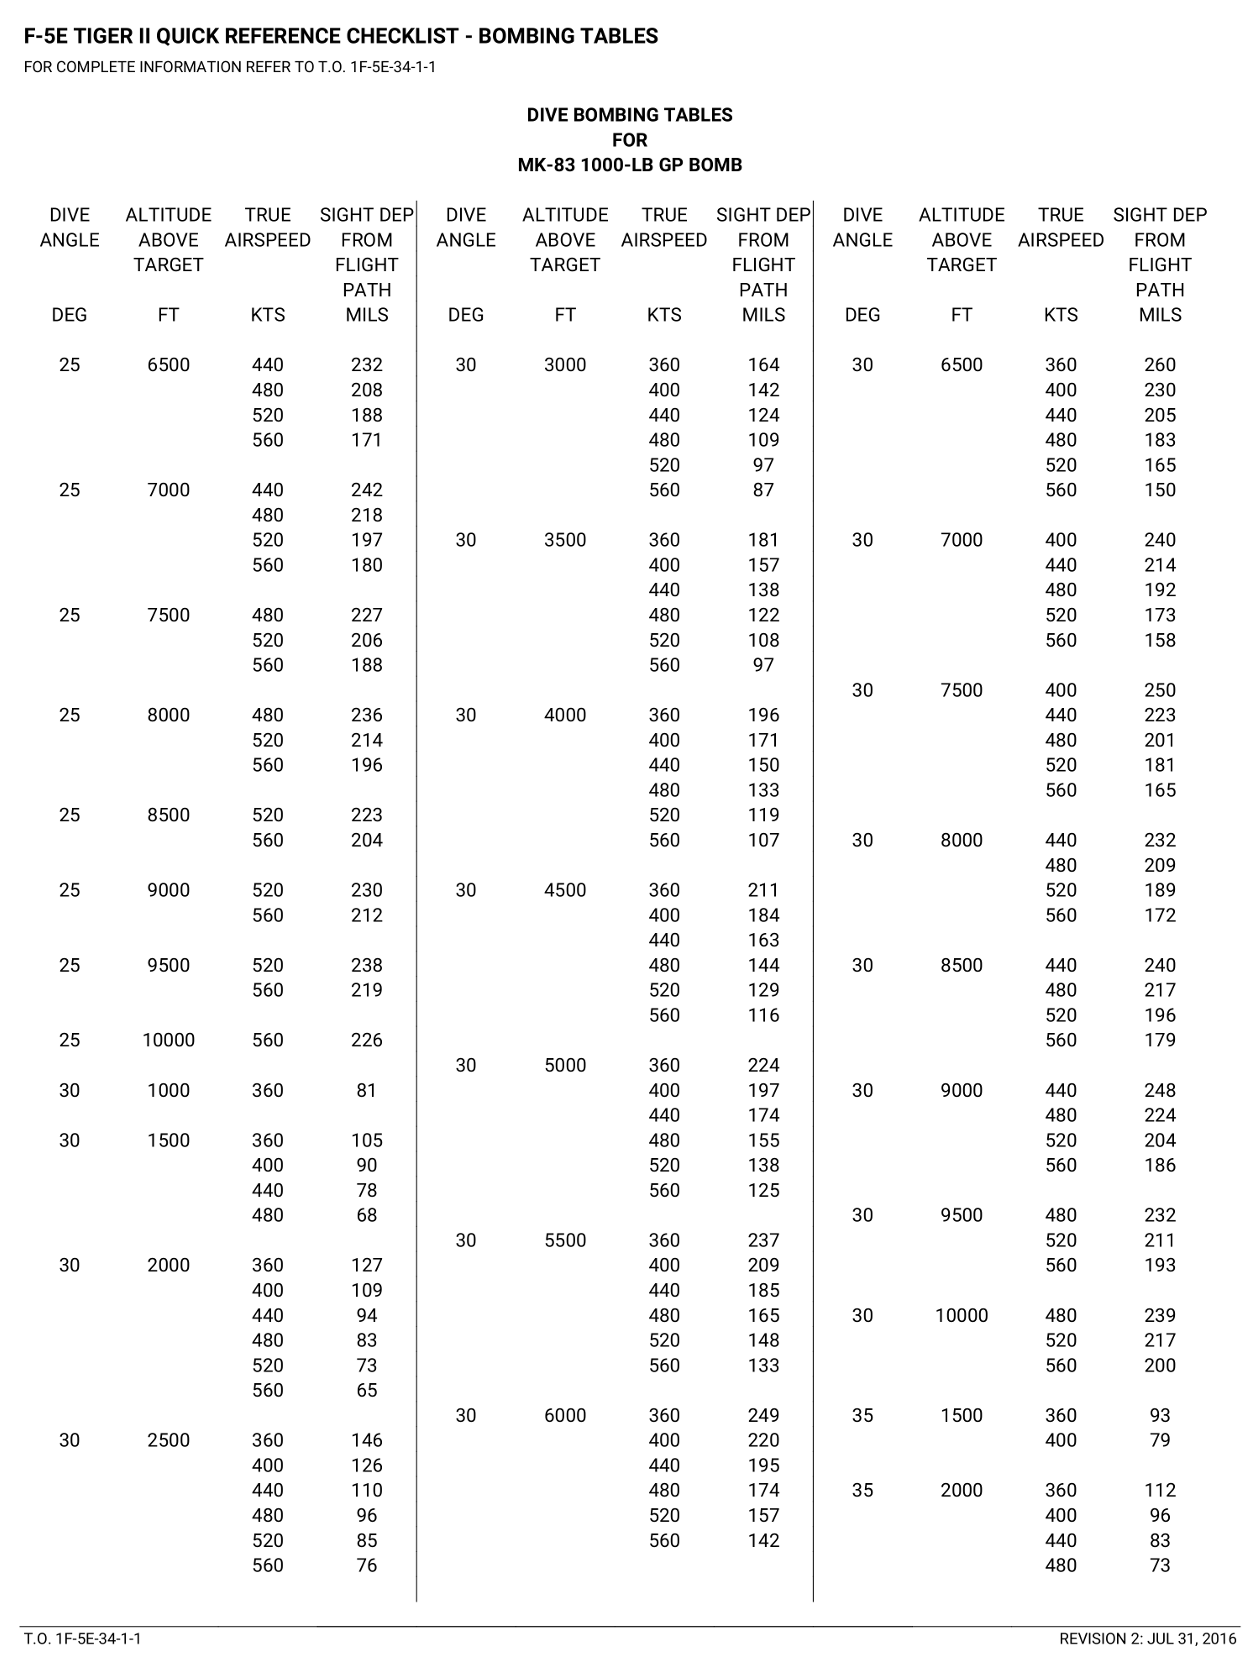 F-5E TIGER II QUICK REFERENCE CHECKLIST - BOMBING TABLES
FOR COMPLETE INFORMATION REFER TO T.O. 1F-5E-34-1-1
DIVE BOMBING TABLES
FOR
MK-83 1000-LB GP BOMB
DIVE ALTITUDE TRUE SIGHT DEP
ANGLE ABOVE AIRSPEED FROM
TARGET FLIGHT
PATH
DEG FT KTS MILS
25 6500 440 232
480 208
520 188
560 171
25 7000 440 242
480 218
520 197
560 180
25 7500 480 227
520 206
560 188
25 8000 480 236
520 214
560 196
25 8500 520 223
560 204
25 9000 520 230
560 212
25 9500 520 238
560 219
25 10000 560 226
30 1000 360 81
30 1500 360 105
400 90
440 78
480 68
30 2000 360 127
400 109
440 94
480 83
520 73
560 65
30 2500 360 146
400 126
440 110
480 96
520 85
560 76
DIVE ALTITUDE TRUE SIGHT DEP
ANGLE ABOVE AIRSPEED FROM
TARGET FLIGHT
PATH
DEG FT KTS MILS
30 3000 360 164
400 142
440 124
480 109
520 97
560 87
30 3500 360 181
400 157
440 138
480 122
520 108
560 97
30 4000 360 196
400 171
440 150
480 133
520 119
560 107
30 4500 360 211
400 184
440 163
480 144
520 129
560 116
30 5000 360 224
400 197
440 174
480 155
520 138
560 125
30 5500 360 237
400 209
440 185
480 165
520 148
560 133
30 6000 360 249
400 220
440 195
480 174
520 157
560 142
DIVE ALTITUDE TRUE SIGHT DEP
ANGLE ABOVE AIRSPEED FROM
TARGET FLIGHT
PATH
DEG FT KTS MILS
30 6500 360 260
400 230
440 205
480 183
520 165
560 150
30 7000 400 240
440 214
480 192
520 173
560 158
30 7500 400 250
440 223
480 201
520 181
560 165
30 8000 440 232
480 209
520 189
560 172
30 8500 440 240
480 217
520 196
560 179
30 9000 440 248
480 224
520 204
560 186
30 9500 480 232
520 211
560 193
30 10000 480 239
520 217
560 200
35 1500 360 93
400 79
35 2000 360 112
400 96
440 83
480 73
T.O. 1F-5E-34-1-1
REVISION 2: JUL 31, 2016